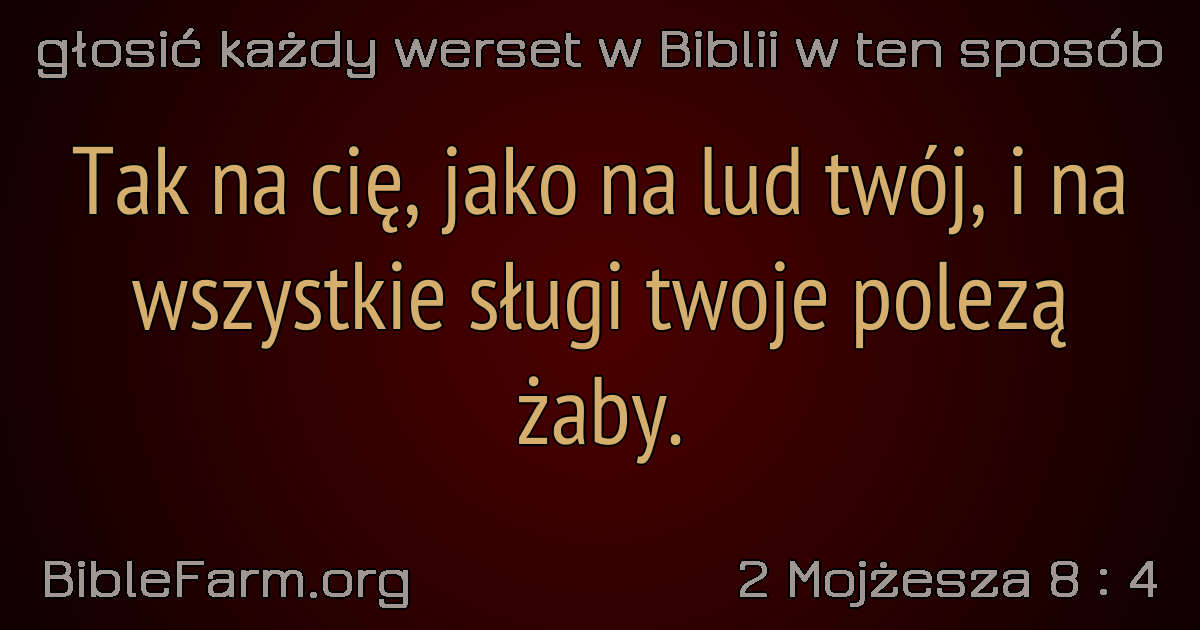 głosić każdy werset w Biblii w ten sposób
Tak na cię, jako na lud twój, i na
wszystkie sługi twoje polezą
żaby.
BibleFarm.org
2 Mojżesza 8 : 4